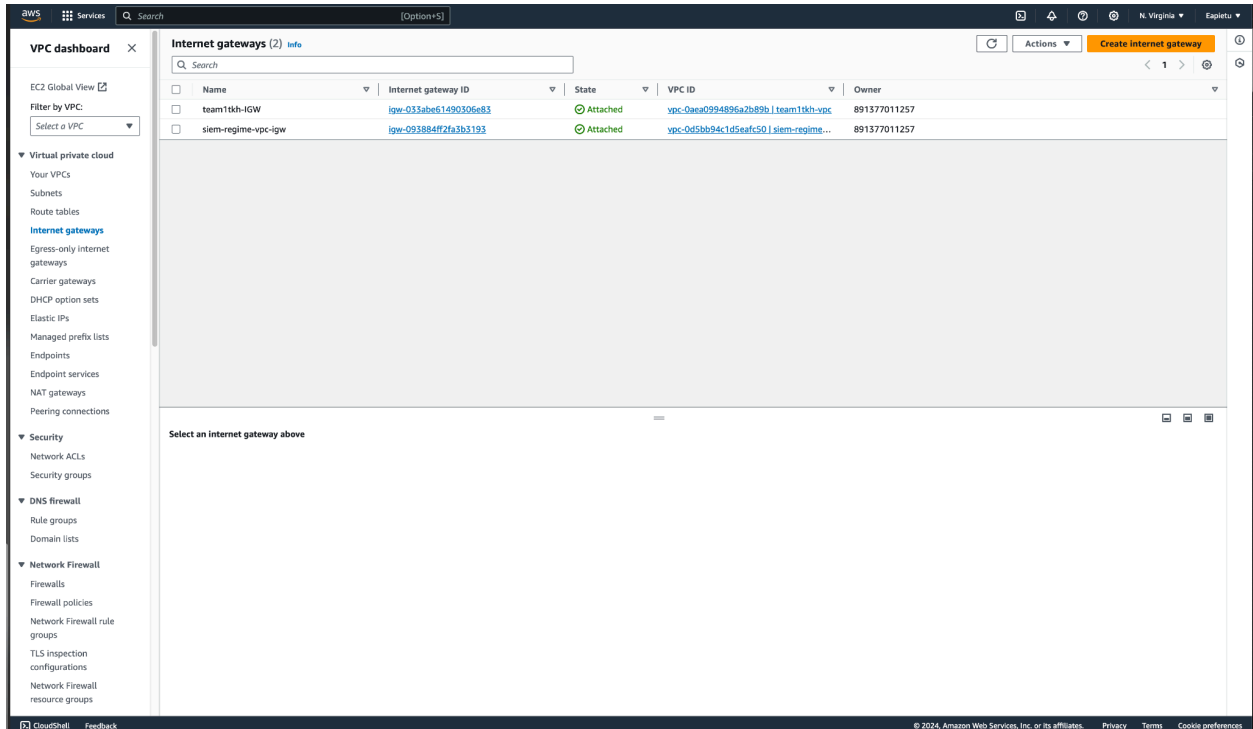 aws Services Search [Option+S] N. Virginia ▼ Eapietu ▼
VPC dashboard
EC2 Global View
Filter by VPC:
Select a VPC
Virtual private cloud
Your VPCs
Subnets
Route tables
Internet gateways
Egress-only internet
gateways
Carrier gateways
DHCP option sets
Elastic IPs
Managed prefix lists
Endpoints
Endpoint services
NAT gateways
Peering connections
Security
Network ACLs
Security groups
DNS firewall
Rule groups
Domain lists
Network Firewall
Firewalls
Firewall policies
Network Firewall rule
groups
TLS inspection
configurations
Network Firewall
resource groups
Internet gateways (2) Info
Actions ▼ Create internet gateway
Search
1
Name Internet gateway ID State VPC ID Owner
team1tkh-IGW igw-033abe61490306e83 Attached vpc-0aea0994896a2b89b | team1tkh-vpc 891377011257
siem-regime-vpc-igw igw-093884ff2fa3b3193 Attached vpc-0d5bb94c1d5eafc50 | siem-regime... 891377011257
Select an internet gateway above
CloudShell Feedback © 2024, Amazon Web Services, Inc. or its affiliates. Privacy Terms Cookie preferences